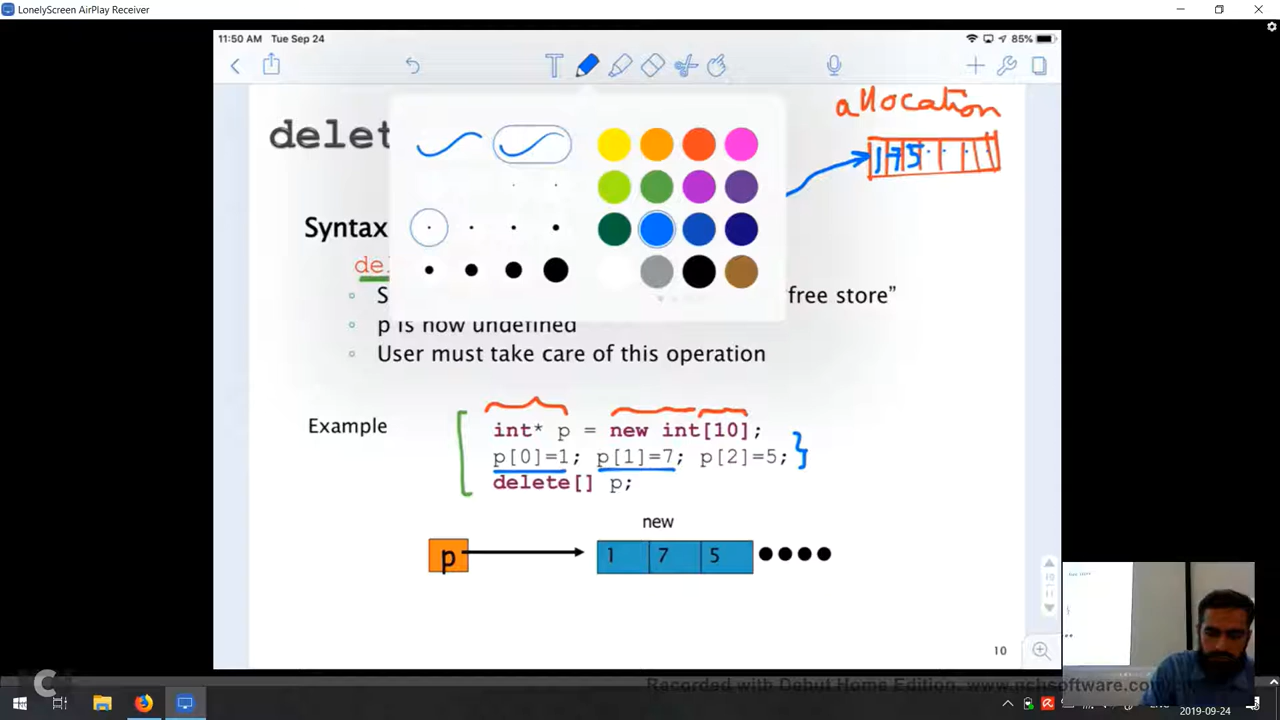 LonelyScreen AirPlay Receiver
11:50 AM Tue Sep 24
85%
allocation
delet
1 7 5
Syntax
de
S
free store”
p is now undefined
User must take care of this operation
Example
int* p = new int[10];
p[0]=1; p[1]=7; p[2]=5;
delete[] p;
new
p
1 7 5
10
Recorded with Debut Home Edition. www.nchsoftware.com
2019-09-24